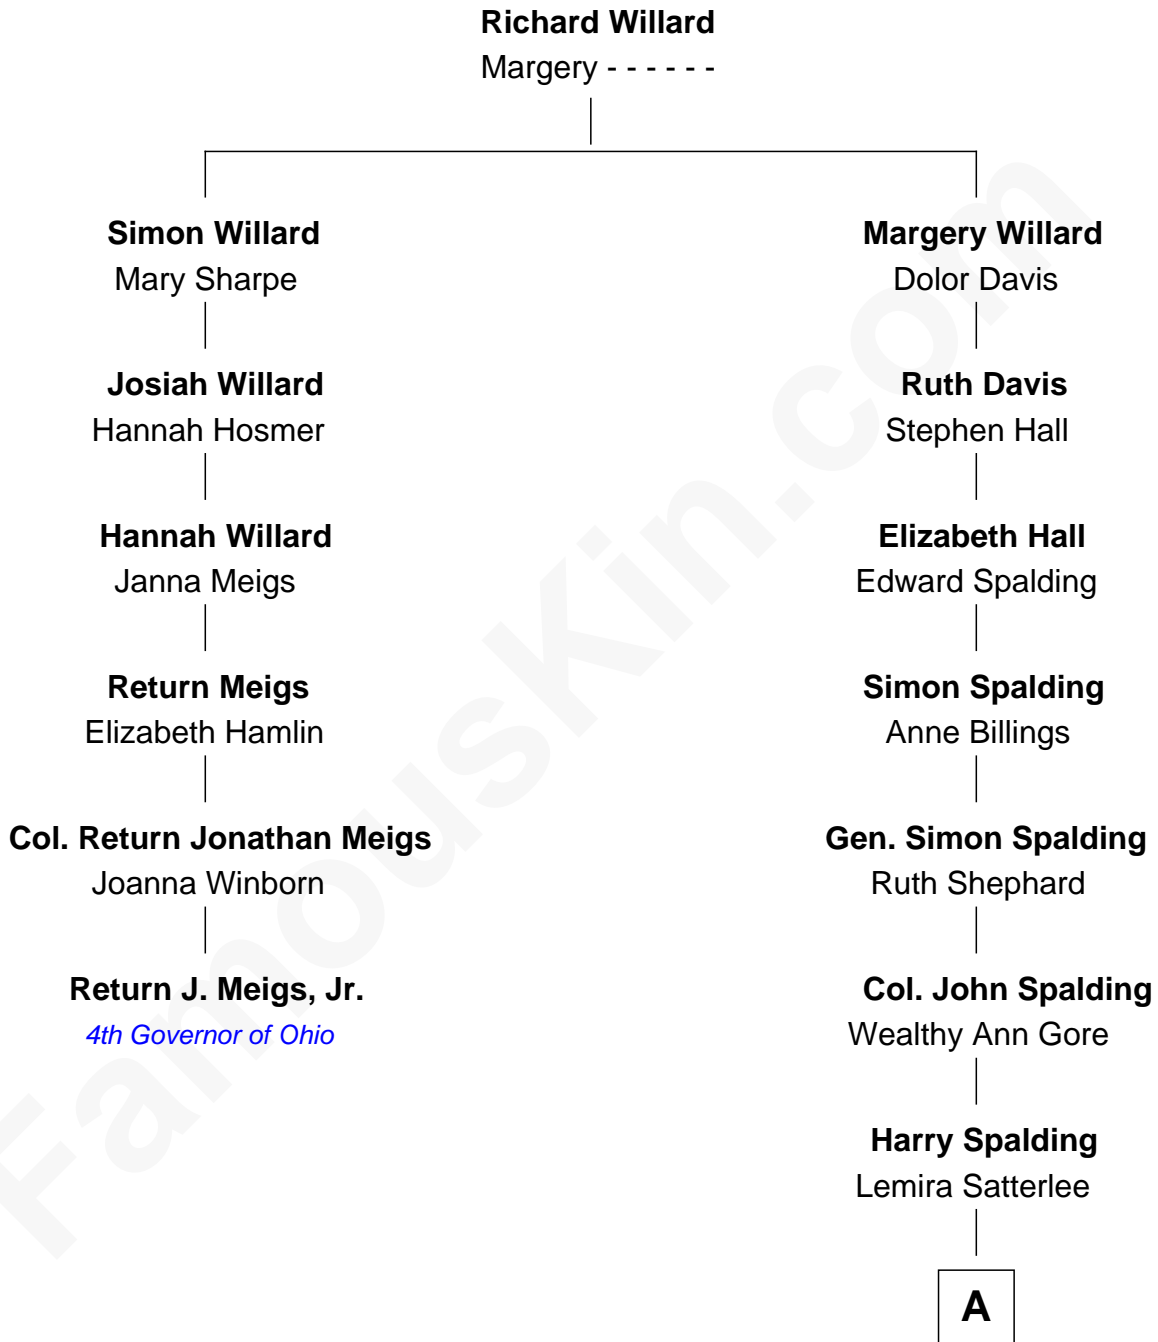 Richard Willard
Margery - - - - - -
Simon Willard
Mary Sharpe
Margery Willard
Dolor Davis
Josiah Willard
Hannah Hosmer
Ruth Davis
Stephen Hall
Hannah Willard
Janna Meigs
Elizabeth Hall
Edward Spalding
Return Meigs
Elizabeth Hamlin
Simon Spalding
Anne Billings
Col. Return Jonathan Meigs
Joanna Winborn
Gen. Simon Spalding
Ruth Shephard
Return J. Meigs, Jr.
4th Governor of Ohio
Col. John Spalding
Wealthy Ann Gore
Harry Spalding
Lemira Satterlee
A
FamousKin.com